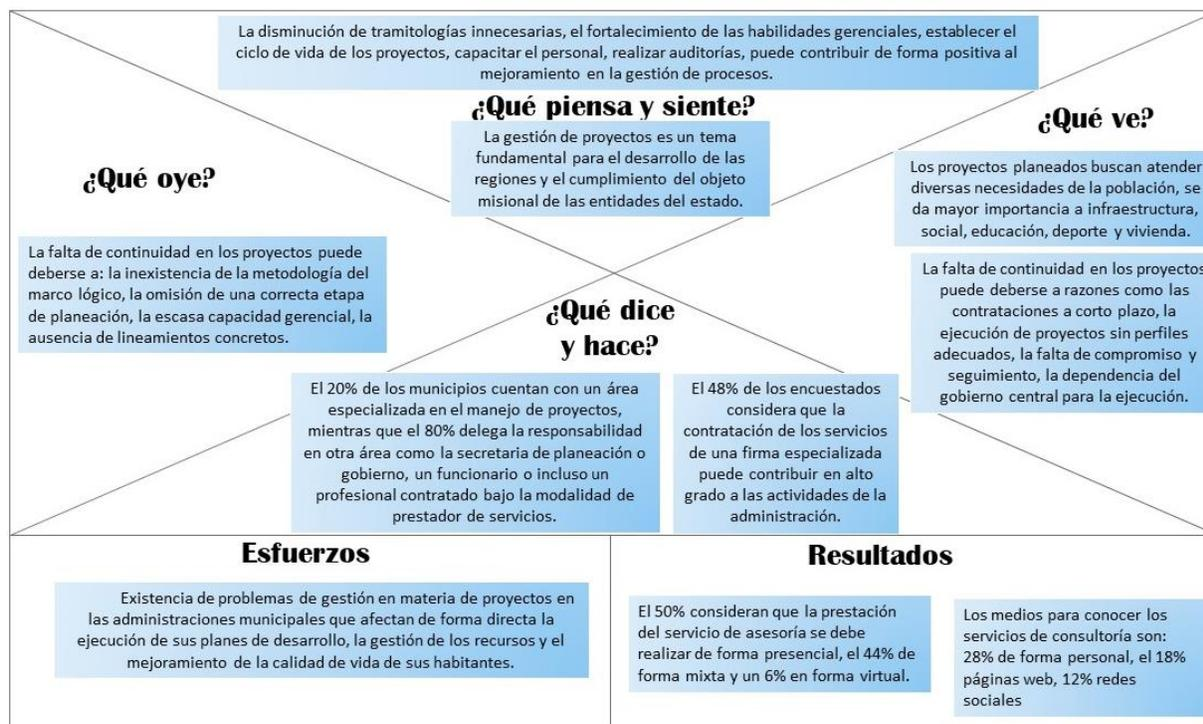 La disminución de tramitologías innecesarias, el fortalecimiento de las habilidades gerenciales, establecer el
ciclo de vida de los proyectos, capacitar el personal, realizar auditorías, puede contribuir de forma positiva al
mejoramiento en la gestión de procesos.
¿Qué piensa y siente?
La gestión de proyectos es un tema
fundamental para el desarrollo de las
regiones y el cumplimiento del objeto
misional de las entidades del estado.
¿Qué oye?
La falta de continuidad en los proyectos puede
deberse a: la inexistencia de la metodología del
marco lógico, la omisión de una correcta etapa
de planeación, la escasa capacidad gerencial, la
ausencia de lineamientos concretos.
¿Qué ve?
Los proyectos planeados buscan atender
diversas necesidades de la población, se
da mayor importancia a infraestructura,
social, educación, deporte y vivienda.
La falta de continuidad en los proyectos
puede deberse a razones como las
contrataciones a corto plazo, la
ejecución de proyectos sin perfiles
adecuados, la falta de compromiso y
seguimiento, la dependencia del
gobierno central para la ejecución.
¿Qué dice
y hace?
El 20% de los municipios cuentan con un área
especializada en el manejo de proyectos,
mientras que el 80% delega la responsabilidad
en otra área como la secretaria de planeación o
gobierno, un funcionario o incluso un
profesional contratado bajo la modalidad de
prestador de servicios.
El 48% de los encuestados
considera que la
contratación de los servicios
de una firma especializada
puede contribuir en alto
grado a las actividades de la
administración.
Esfuerzos
Existencia de problemas de gestión en materia de proyectos en
las administraciones municipales que afectan de forma directa la
ejecución de sus planes de desarrollo, la gestión de los recursos y el
mejoramiento de la calidad de vida de sus habitantes.
Resultados
El 50% consideran que la prestación
del servicio de asesoría se debe
realizar de forma presencial, el 44% de
forma mixta y un 6% en forma virtual.
Los medios para conocer los
servicios de consultoría son:
28% de forma personal, el 18%
páginas web, 12% redes
sociales